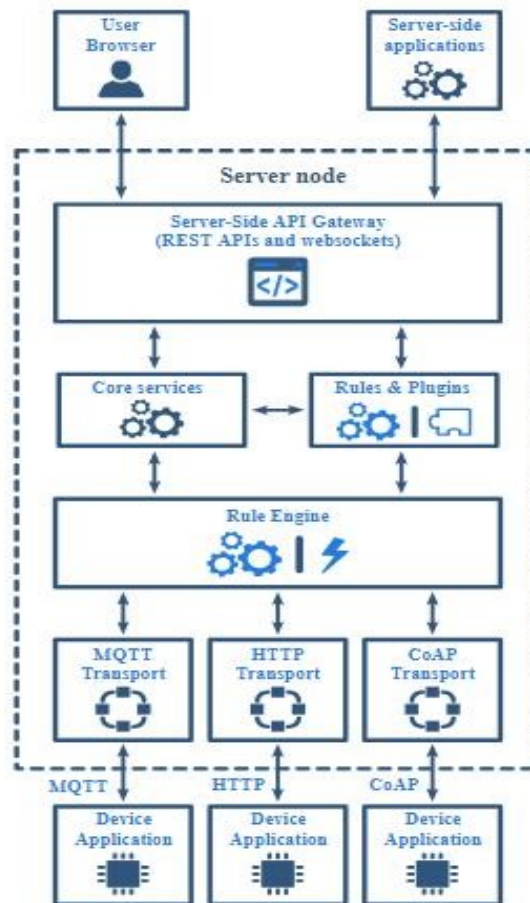 User
Browser
Server-side
applications
Server node
Server-Side API Gateway
(REST APIs and websockets)
</>
Core services
Rules & Plugins
Rule Engine
MQTT
Transport
HTTP
Transport
CoAP
Transport
MQTT
HTTP
CoAP
Device
Application
Device
Application
Device
Application